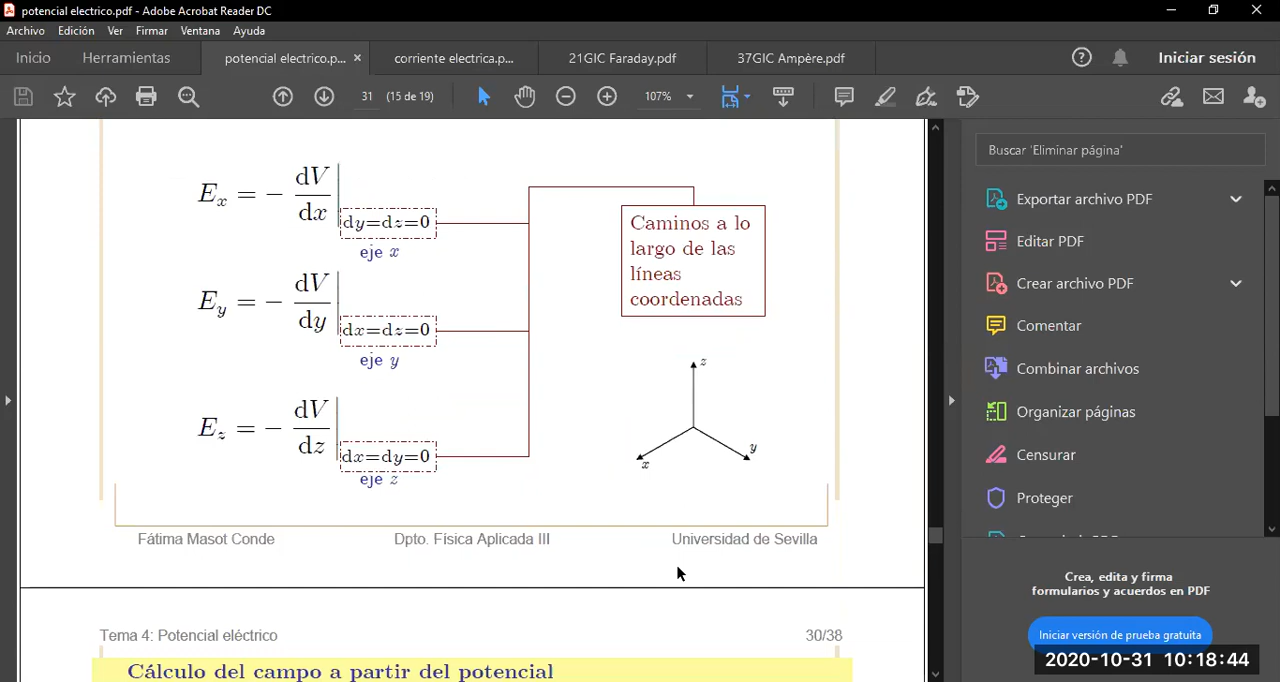 potencial electrico.pdf - Adobe Acrobat Reader DC
Archivo Edición Ver Firmar Ventana Ayuda
Inicio Herramientas potencial electrico.p... × corriente electrica.p... 21GIC Faraday.pdf 37GIC Ampère.pdf Iniciar sesión
31 (15 de 19) 107%
Buscar 'Eliminar página'
Exportar archivo PDF
Editar PDF
Crear archivo PDF
Comentar
Combinar archivos
Organizar páginas
Censurar
Proteger
Crea, edita y firma
formularios y acuerdos en PDF
Iniciar versión de prueba gratuita
E_x = − dV/dx | dy=dz=0
eje x
E_y = − dV/dy | dx=dz=0
eje y
E_z = − dV/dz | dx=dy=0
eje z
Caminos a lo
largo de las
líneas
coordenadas
z
x
y
Fátima Masot Conde Dpto. Física Aplicada III Universidad de Sevilla
Tema 4: Potencial eléctrico 30/38
Cálculo del campo a partir del potencial
2020-10-31 10:18:44